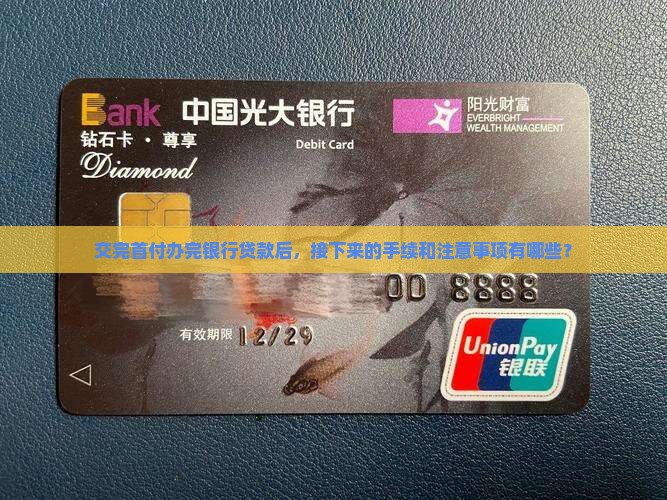 Bank 中国光大银行
阳光财富
EVERBRIGHT
WEALTH MANAGEMENT
钻石卡・尊享
Debit Card
Diamond
交完首付办完银行贷款后，接下来的手续和注意事项有哪些？
00 8888
有效期限 12/29
UnionPay
银联